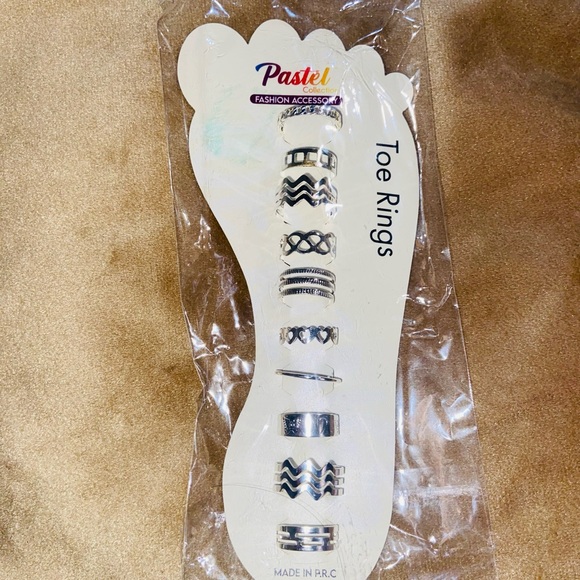 Pastel
Collection
FASHION ACCESSORY
Toe Rings
MADE IN P.R.C